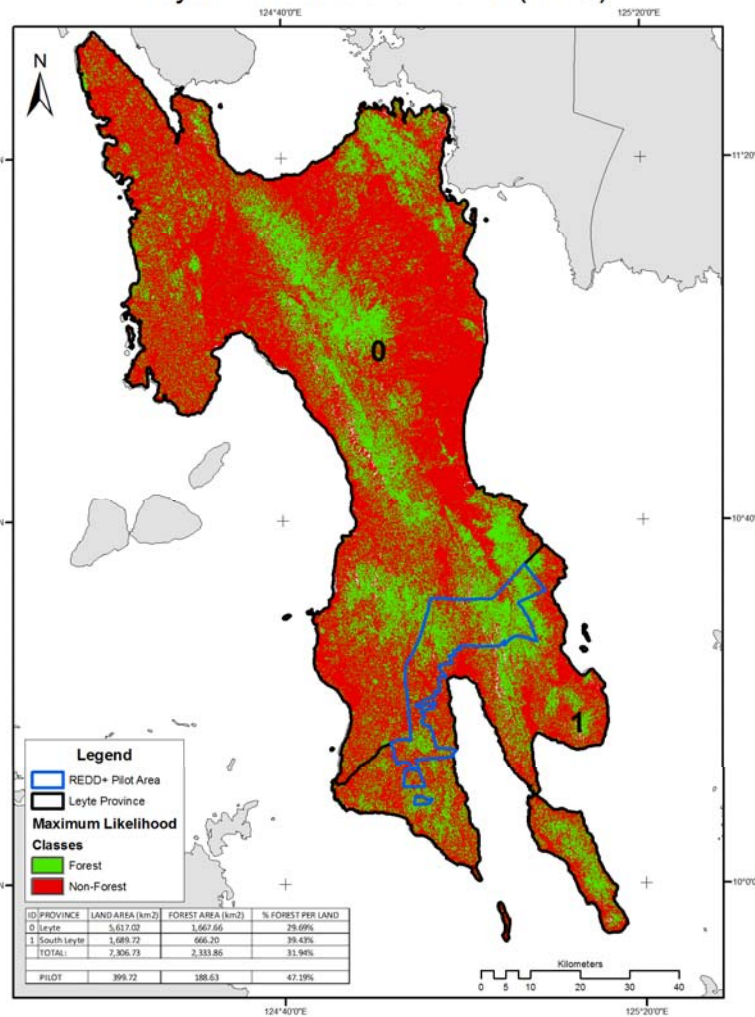 124°40'0"E 125°20'0"E
N
11°20'0"N
0
10°40'0"N
1
Legend
REDD+ Pilot Area
Leyte Province
Maximum Likelihood
Classes
Forest
Non-Forest
10°0'0"N
ID PROVINCE LAND AREA (km2) FOREST AREA (km2) % FOREST PER LAND
0 Leyte 5,617.02 1,667.66 29.69%
1 South Leyte 1,689.72 666.20 39.43%
TOTAL: 7,306.73 2,333.86 31.94%
PILOT 399.72 188.63 47.19%
Kilometers
0 5 10 20 30 40
124°40'0"E 125°20'0"E